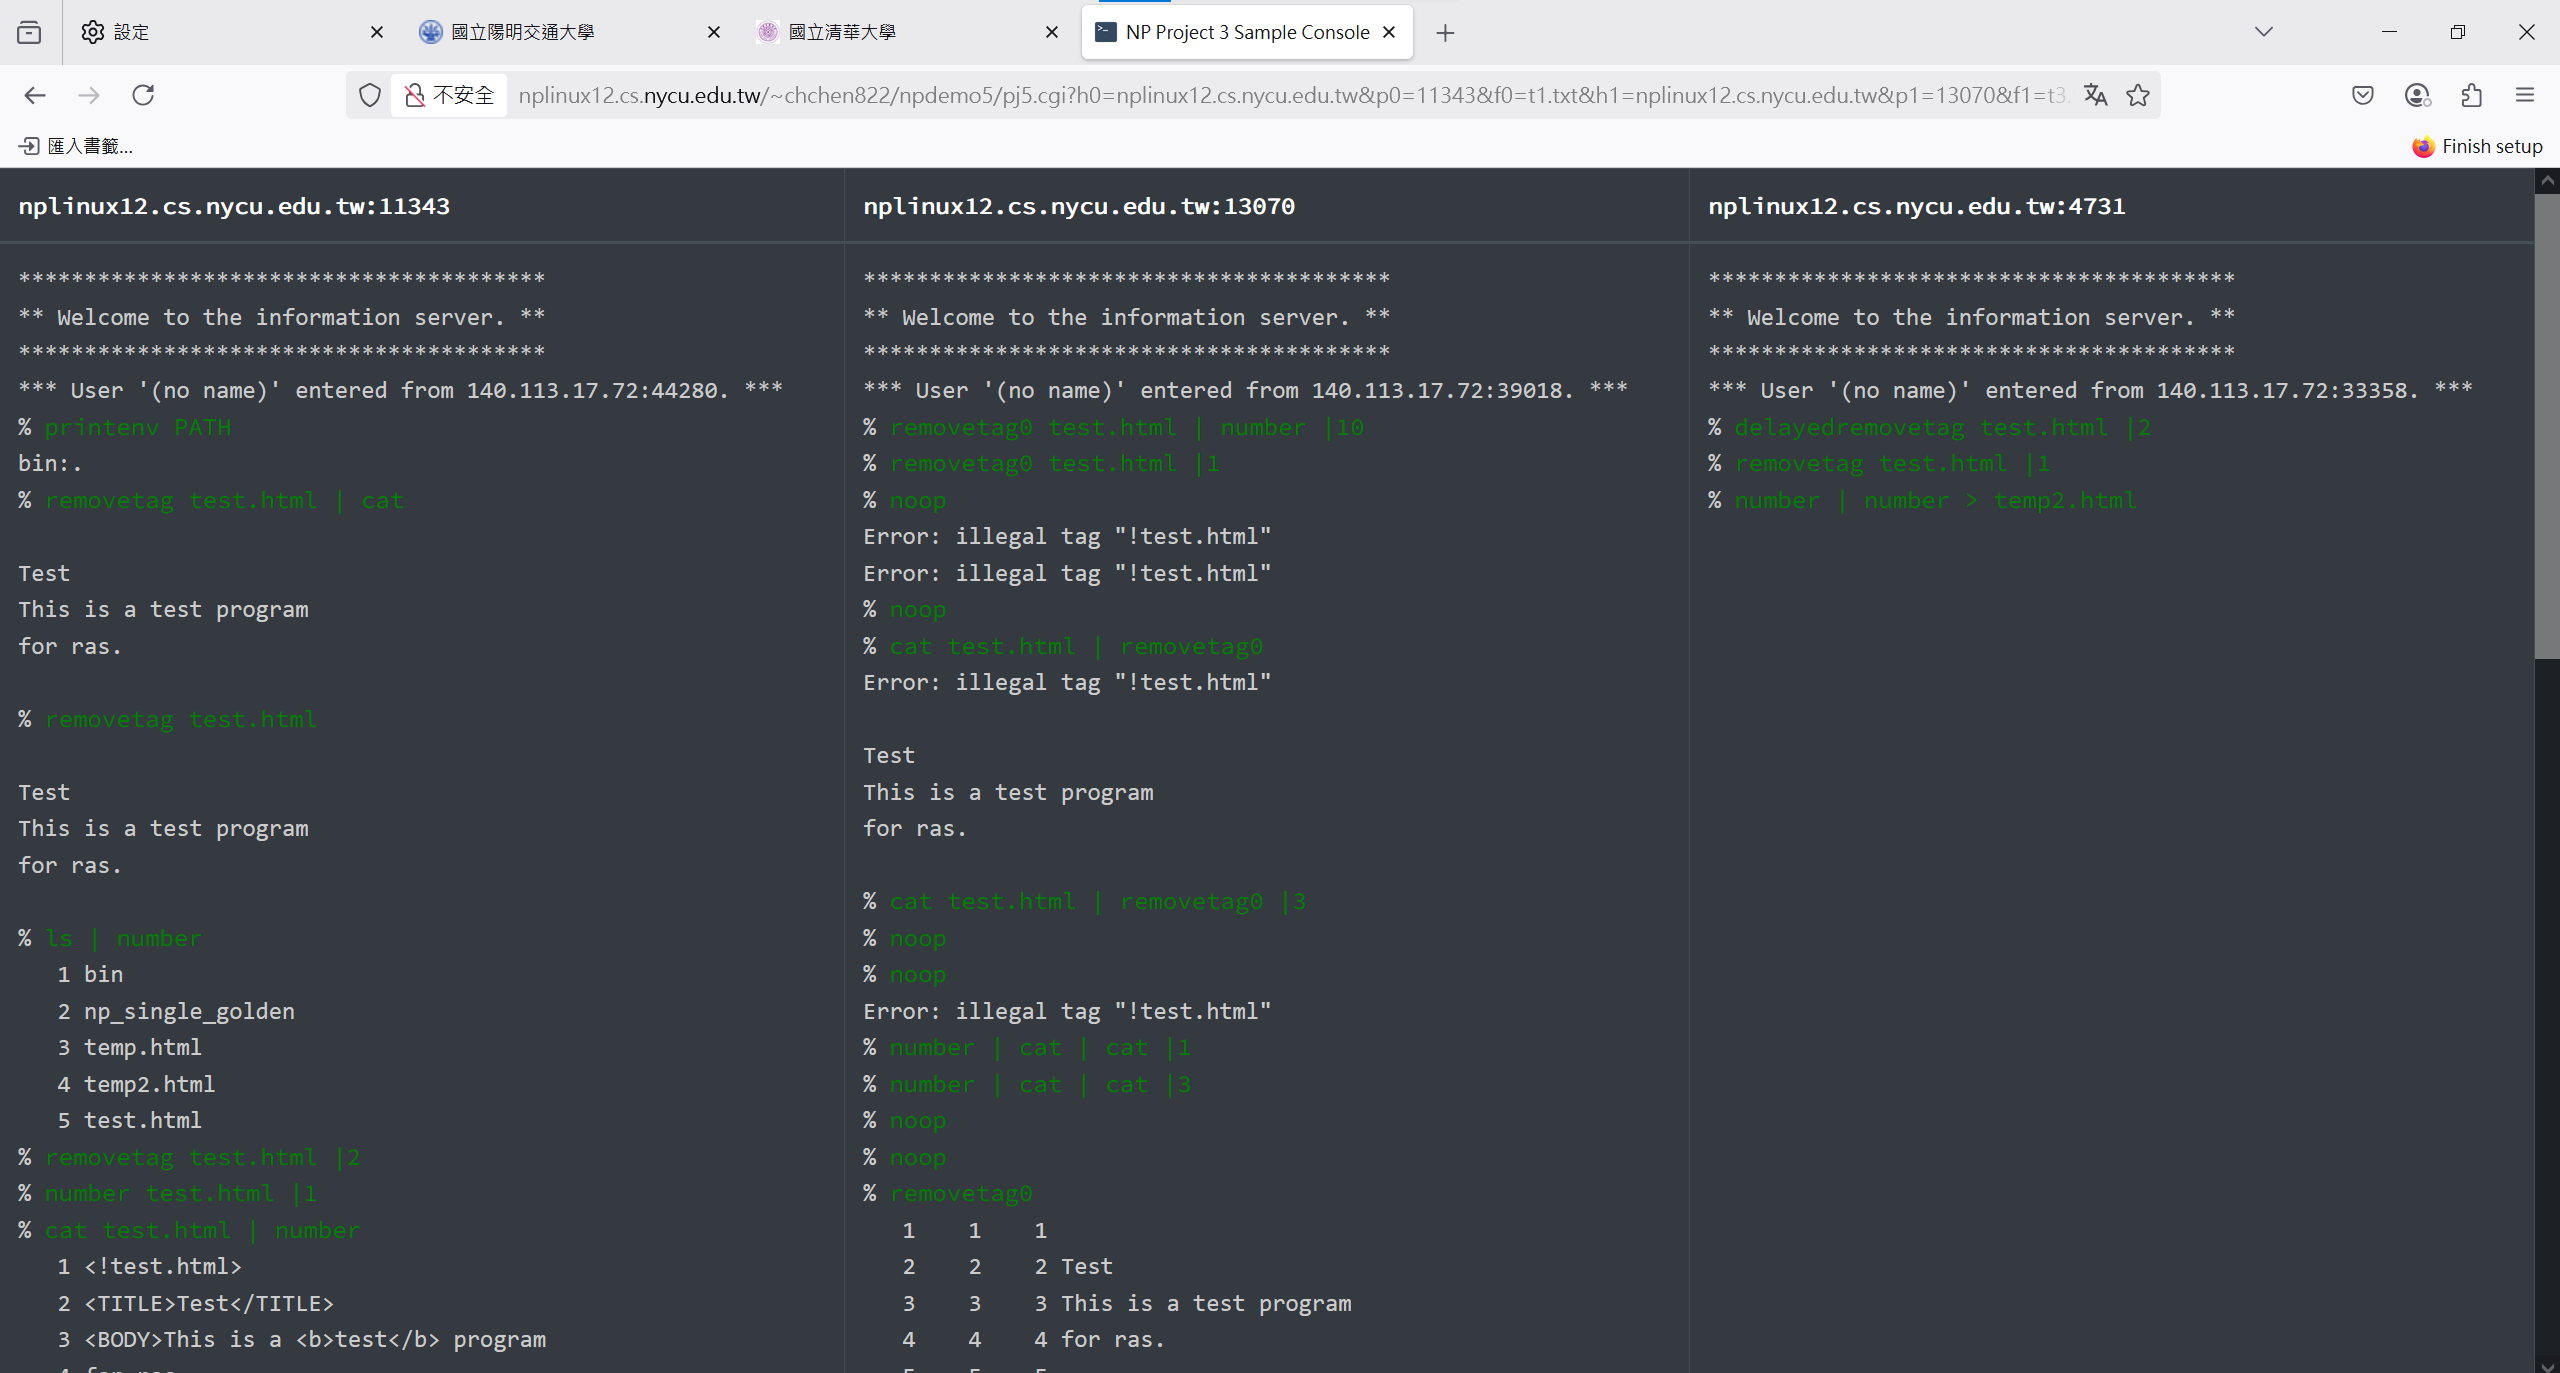 設定
國立陽明交通大學
國立清華大學
NP Project 3 Sample Console
不安全
nplinux12.cs.nycu.edu.tw/~chchen822/npdemo5/pj5.cgi?h0=nplinux12.cs.nycu.edu.tw&p0=11343&f0=t1.txt&h1=nplinux12.cs.nycu.edu.tw&p1=13070&f1=t3.
匯入書籤...
Finish setup
nplinux12.cs.nycu.edu.tw:11343
****************************************
** Welcome to the information server. **
****************************************
*** User '(no name)' entered from 140.113.17.72:44280. ***
% printenv PATH
bin:.
% removetag test.html | cat
Test
This is a test program
for ras.
% removetag test.html
Test
This is a test program
for ras.
% ls | number
1 bin
2 np_single_golden
3 temp.html
4 temp2.html
5 test.html
% removetag test.html |2
% number test.html |1
% cat test.html | number
1 <!test.html>
2 <TITLE>Test</TITLE>
3 <BODY>This is a <b>test</b> program
nplinux12.cs.nycu.edu.tw:13070
****************************************
** Welcome to the information server. **
****************************************
*** User '(no name)' entered from 140.113.17.72:39018. ***
% removetag0 test.html | number |10
% removetag0 test.html |1
% noop
Error: illegal tag "!test.html"
Error: illegal tag "!test.html"
% noop
% cat test.html | removetag0
Error: illegal tag "!test.html"
Test
This is a test program
for ras.
% cat test.html | removetag0 |3
% noop
% noop
Error: illegal tag "!test.html"
% number | cat | cat |1
% number | cat | cat |3
% noop
% noop
% removetag0
1 1 1
2 2 2 Test
3 3 3 This is a test program
4 4 4 for ras.
nplinux12.cs.nycu.edu.tw:4731
****************************************
** Welcome to the information server. **
****************************************
*** User '(no name)' entered from 140.113.17.72:33358. ***
% delayedremovetag test.html |2
% removetag test.html |1
% number | number > temp2.html